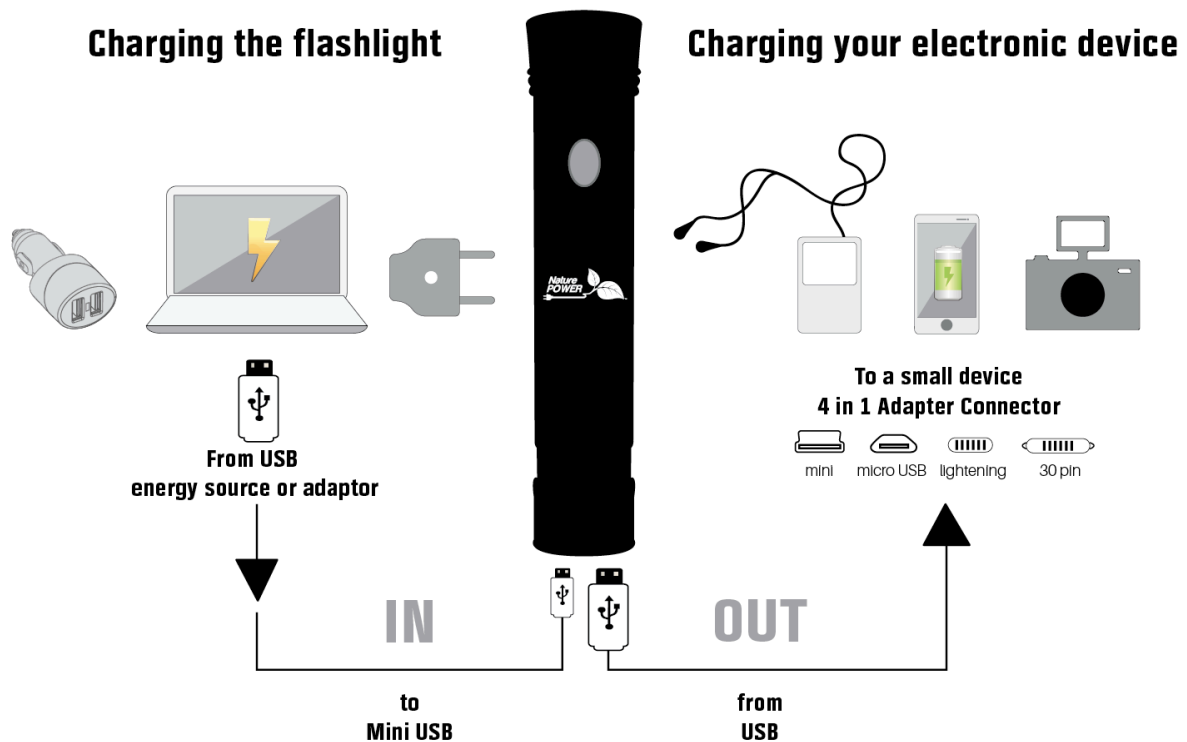 Charging the flashlight
Charging your electronic device
Nature
POWER
From USB
energy source or adaptor
To a small device
4 in 1 Adapter Connector
mini
micro USB
lightening
30 pin
IN
OUT
to
Mini USB
from
USB